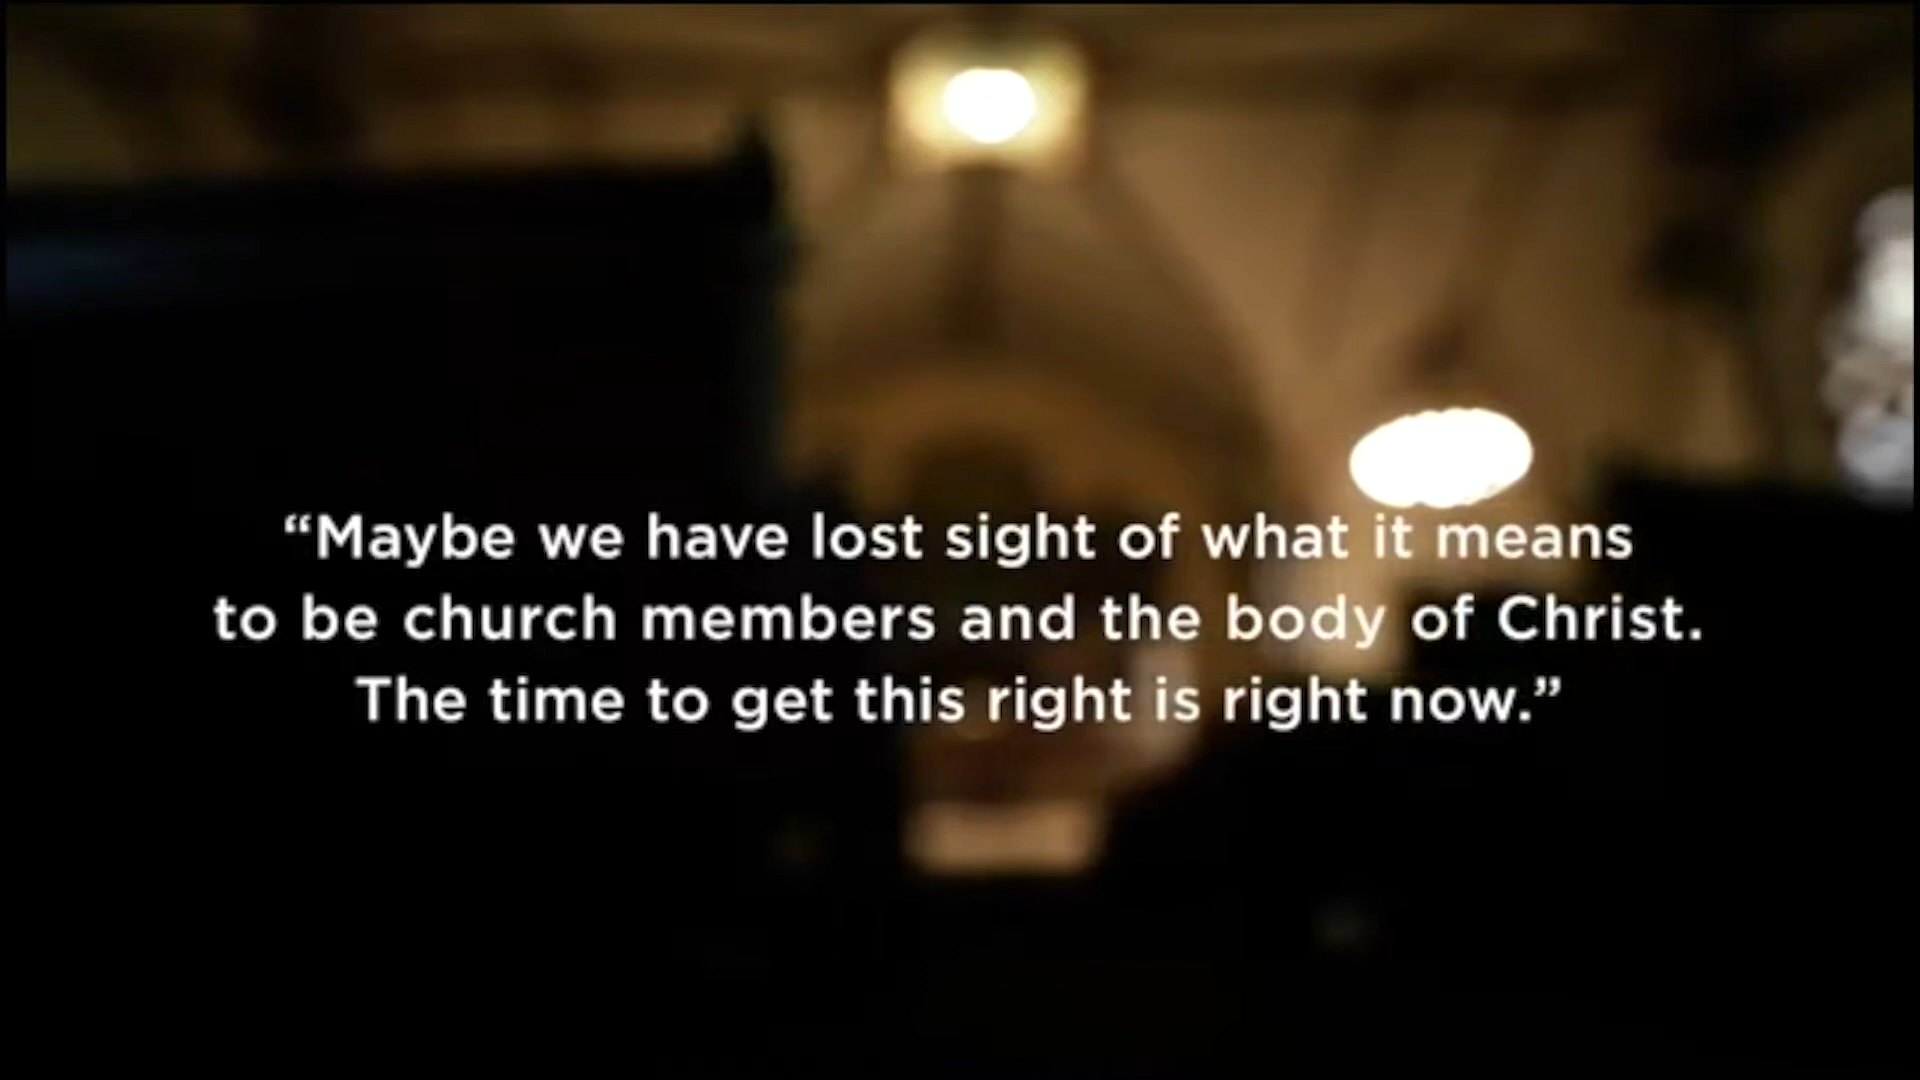 “Maybe we have lost sight of what it means
to be church members and the body of Christ.
The time to get this right is right now.”